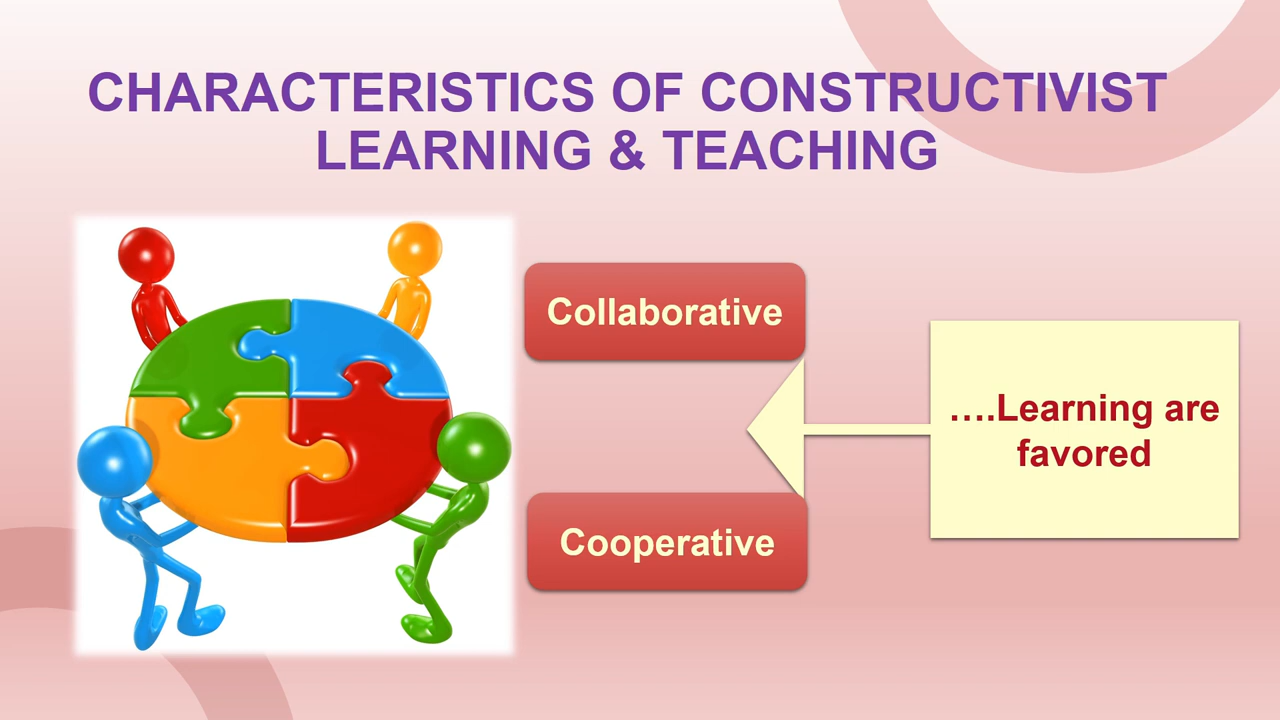 CHARACTERISTICS OF CONSTRUCTIVIST
LEARNING & TEACHING
Collaborative
Cooperative
....Learning are
favored